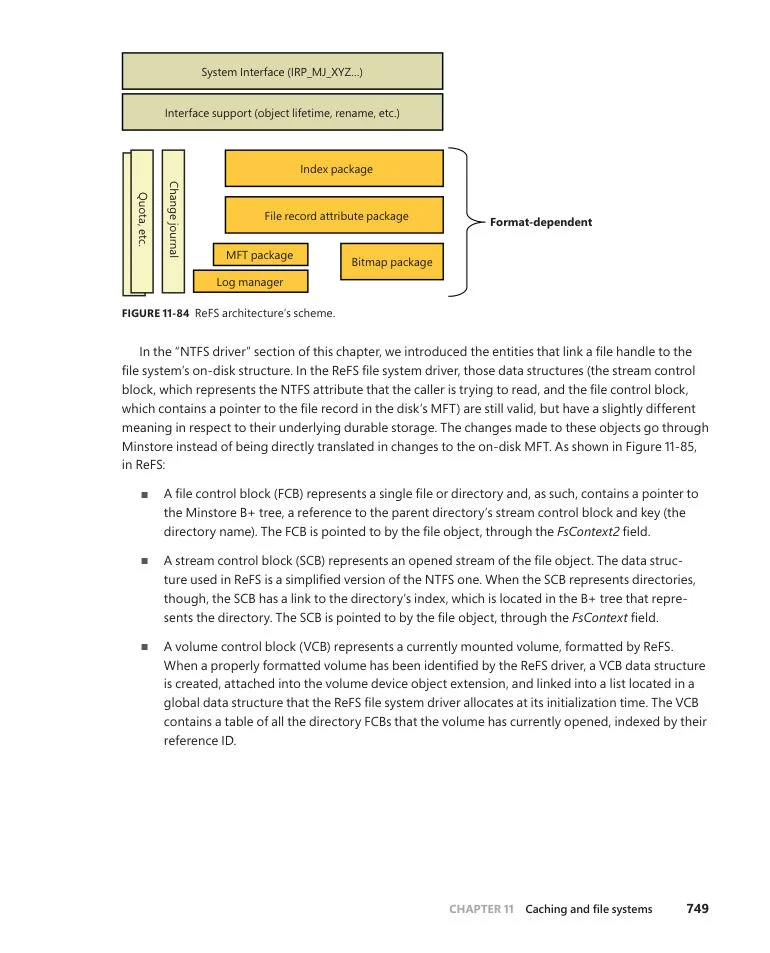 System Interface (IRP_MJ_XYZ...)
Interface support (object lifetime, rename, etc.)
Quota, etc.
Change journal
Index package
File record attribute package
MFT package
Log manager
Bitmap package
Format-dependent
FIGURE 11-84 ReFS architecture’s scheme.
In the “NTFS driver” section of this chapter, we introduced the entities that link a file handle to the
file system’s on-disk structure. In the ReFS file system driver, those data structures (the stream control
block, which represents the NTFS attribute that the caller is trying to read, and the file control block,
which contains a pointer to the file record in the disk’s MFT) are still valid, but have a slightly different
meaning in respect to their underlying durable storage. The changes made to these objects go through
Minstore instead of being directly translated in changes to the on-disk MFT. As shown in Figure 11-85,
in ReFS:
■ A file control block (FCB) represents a single file or directory and, as such, contains a pointer to
the Minstore B+ tree, a reference to the parent directory’s stream control block and key (the
directory name). The FCB is pointed to by the file object, through the FsContext2 field.
■ A stream control block (SCB) represents an opened stream of the file object. The data struc-
ture used in ReFS is a simplified version of the NTFS one. When the SCB represents directories,
though, the SCB has a link to the directory’s index, which is located in the B+ tree that repre-
sents the directory. The SCB is pointed to by the file object, through the FsContext field.
■ A volume control block (VCB) represents a currently mounted volume, formatted by ReFS.
When a properly formatted volume has been identified by the ReFS driver, a VCB data structure
is created, attached into the volume device object extension, and linked into a list located in a
global data structure that the ReFS file system driver allocates at its initialization time. The VCB
contains a table of all the directory FCBs that the volume has currently opened, indexed by their
reference ID.
CHAPTER 11 Caching and file systems 749